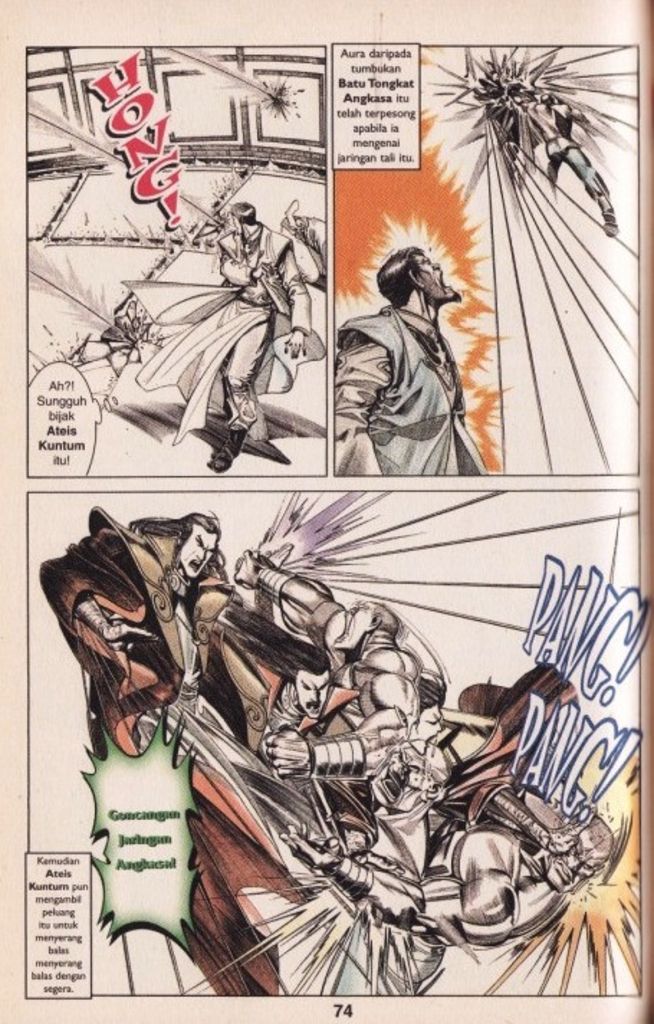 HONG!
Ah?!
Sungguh
bijak
Ateis
Kuntum
itu!
Aura daripada
tumbukan
Batu Tongkat
Angkasa itu
telah terpesong
apabila ia
mengenai
jaringan tali itu.
PANG!
PANG!
Goncangan
Jaringan
Angkasa!
Kemudian
Ateis
Kuntum pun
mengambil
peluang
itu untuk
menyerang
balas
menyerang
balas dengan
segera.
74